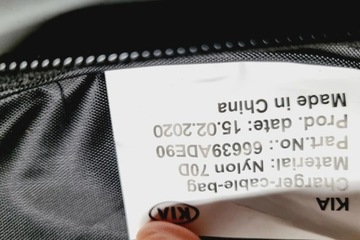 KIA
KIA
Charger-cable-bag
Material: Nylon 70D
Part.No.: 66639ADE90
Prod. date: 15.02.2020
Made in China